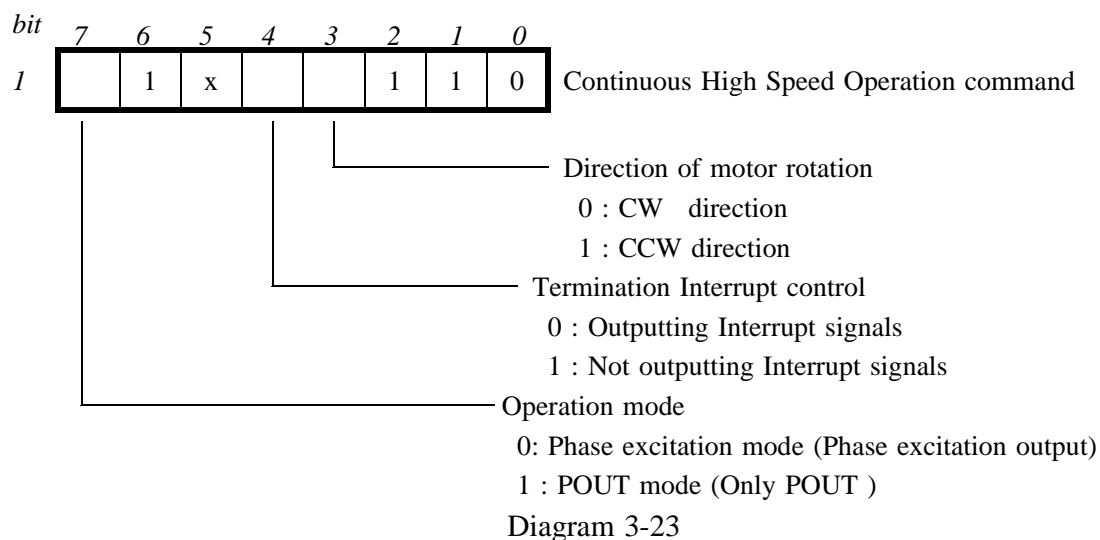 bit 7 6 5 4 3 2 1 0
1 1 x 1 1 0 Continuous High Speed Operation command
Direction of motor rotation
0 : CW direction
1 : CCW direction
Termination Interrupt control
0 : Outputting Interrupt signals
1 : Not outputting Interrupt signals
Operation mode
0: Phase excitation mode (Phase excitation output)
1 : POUT mode (Only POUT )
Diagram 3-23